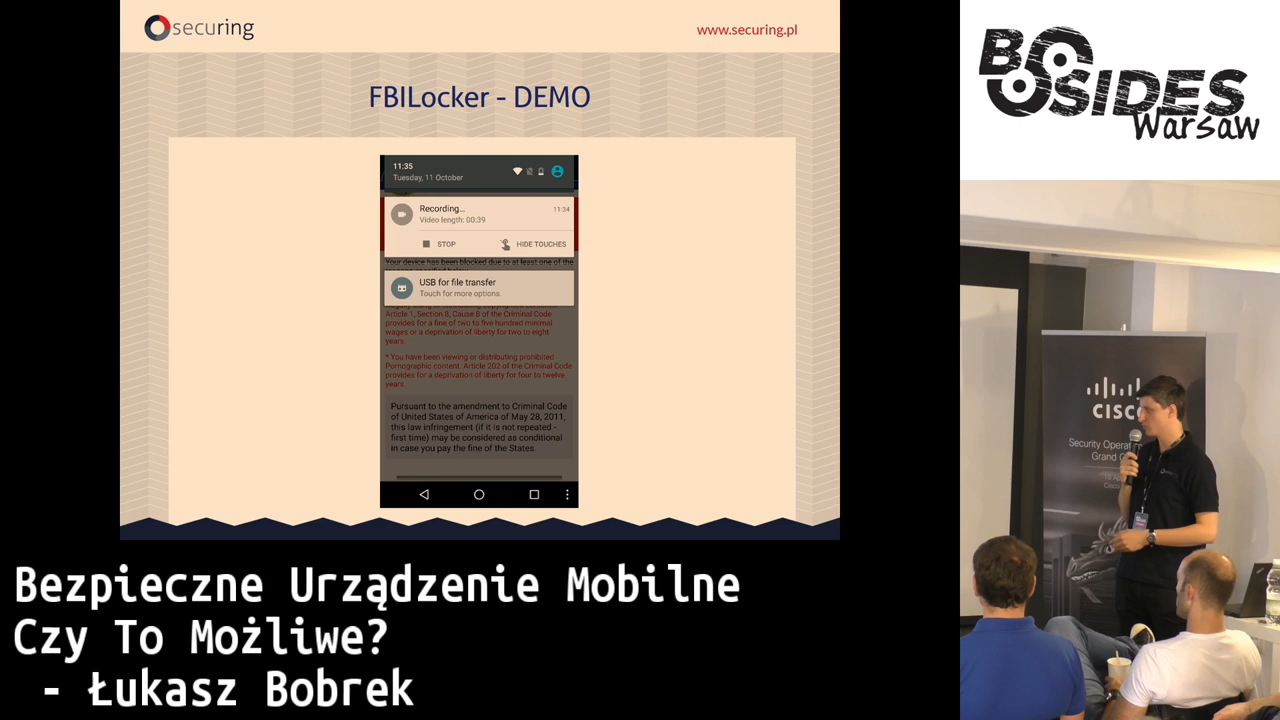 securing
www.securing.pl
FBILocker - DEMO
11:35
Tuesday, 11 October
Recording...
11:34
Video length: 00:39
STOP
HIDE TOUCHES
Your device has been blocked due to at least one of the
USB for file transfer
Touch for more options.
Article 1, Section 8, Cause 8 of the Criminal Code
provides for a fine of two to five hundred minimal
wages or a deprivation of liberty for two to eight
years.
* You have been viewing or distributing prohibited
Pornographic content. Article 202 of the Criminal Code
provides for a deprivation of liberty for four to twelve
years.
Pursuant to the amendment to Criminal Code
of United States of America of May 28, 2011,
this law infringement (if it is not repeated -
first time) may be considered as conditional
in case you pay the fine of the States.
BSIDES
Warsaw
CISCO
Security Operat
Grand O
Bezpieczne Urządzenie Mobilne
Czy To Możliwe?
- Łukasz Bobrek